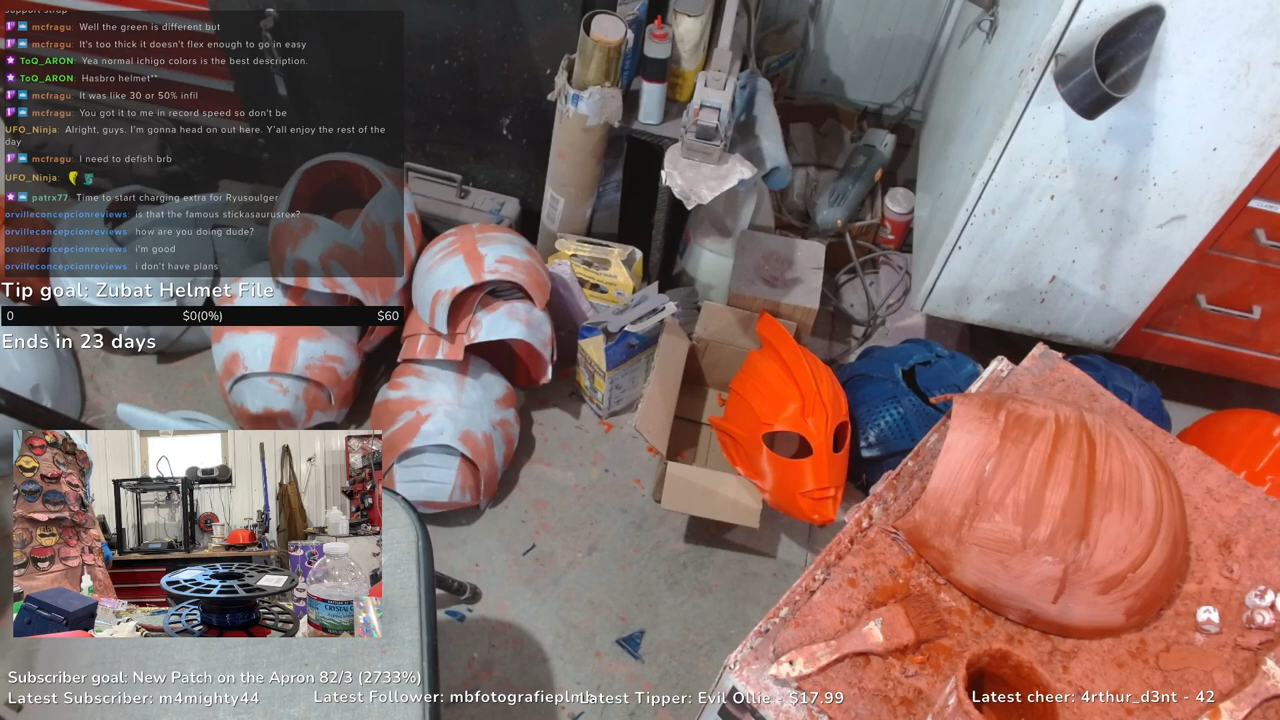 support strap
mcfragu: Well the green is different but
mcfragu: It's too thick it doesn't flex enough to go in easy
ToQ_ARON: Yea normal ichigo colors is the best description.
ToQ_ARON: Hasbro helmet**
mcfragu: It was like 30 or 50% infil
mcfragu: You got it to me in record speed so don't be
UFO_Ninja: Alright, guys. I'm gonna head on out here. Y'all enjoy the rest of the
day
mcfragu: I need to defish brb
UFO_Ninja:
patrx77: Time to start charging extra for Ryusoulger
orvilleconcepcionreviews: is that the famous stickasaurusrex?
orvilleconcepcionreviews: how are you doing dude?
orvilleconcepcionreviews: i'm good
orvilleconcepcionreviews: i don't have plans
Tip goal: Zubat Helmet File
0 $0(0%) $60
Ends in 23 days
CRYSTAL
Subscriber goal: New Patch on the Apron 82/3 (2733%)
Latest Subscriber: m4mighty44 Latest Follower: mbfotografieplm Latest Tipper: Evil Ollie - $17.99 Latest cheer: 4rthur_d3nt - 42